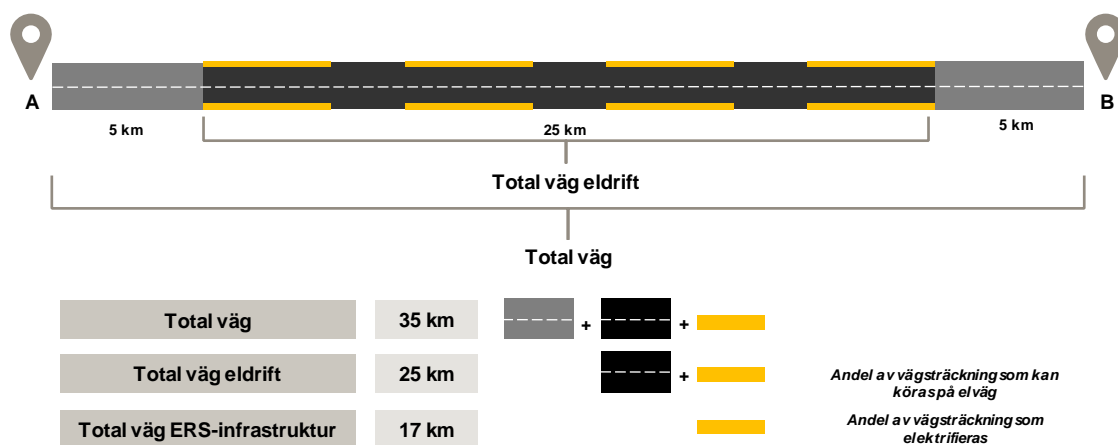 A
B
5 km
25 km
5 km
Total väg eldrift
Total väg
Total väg
35 km
+
+
Total väg eldrift
25 km
+
Andel av vägsträckning som kan
köras på elväg
Total väg ERS-infrastruktur
17 km
Andel av vägsträckning som
elektrifieras